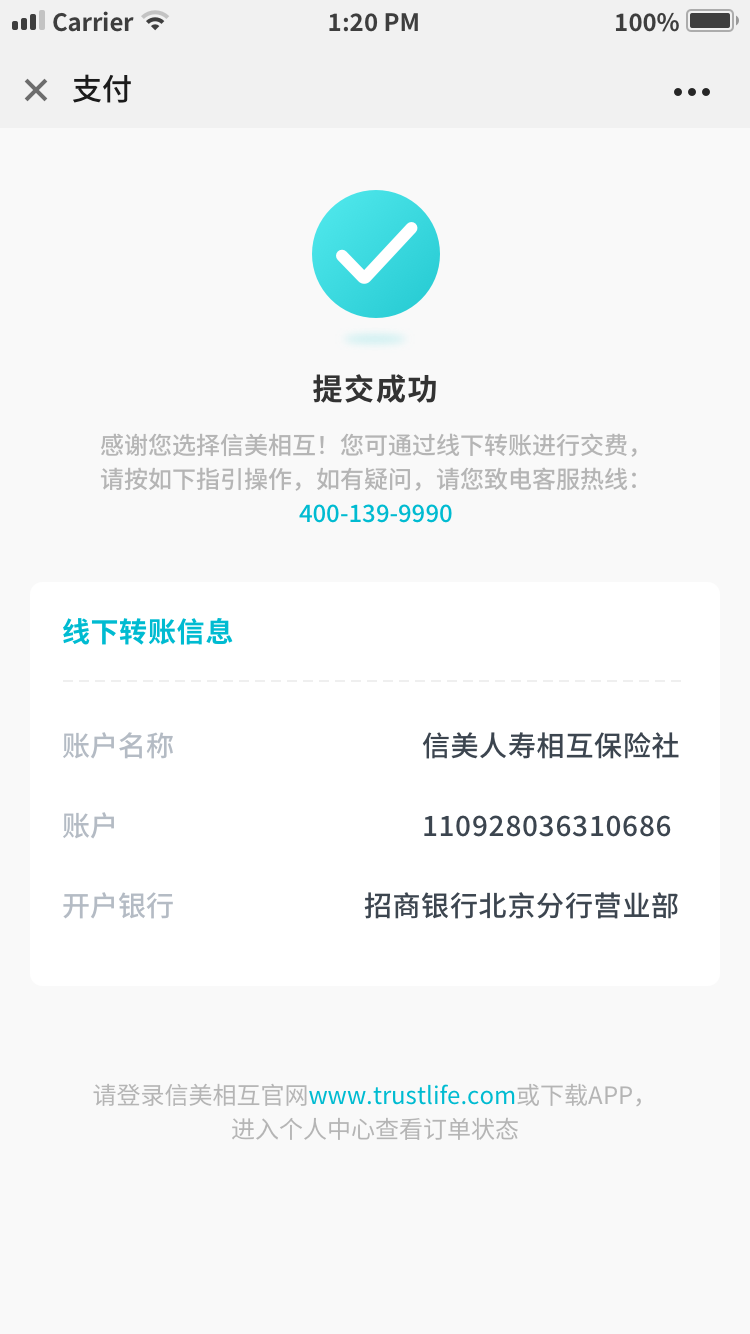 Carrier 1:20 PM 100%
支付
提交成功
感谢您选择信美相互！您可通过线下转账进行交费，
请按如下指引操作，如有疑问，请您致电客服热线：
400-139-9990
线下转账信息
账户名称 信美人寿相互保险社
账户 110928036310686
开户银行 招商银行北京分行营业部
请登录信美相互官网www.trustlife.com或下载APP，
进入个人中心查看订单状态